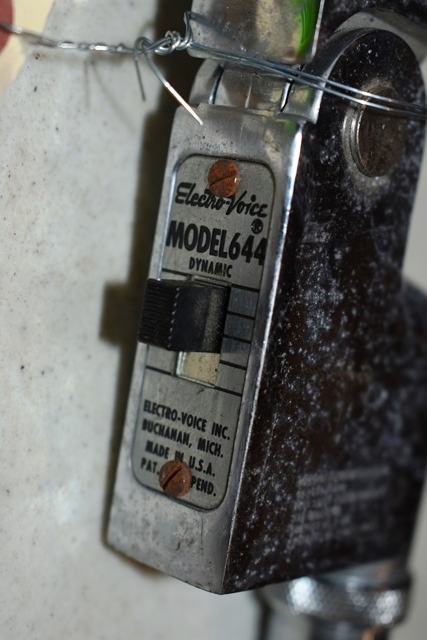 Electro-Voice
MODEL 644
DYNAMIC
ELECTRO-VOICE INC.
BUCHANAN, MICH.
MADE IN U.S.A.
PAT. PEND.